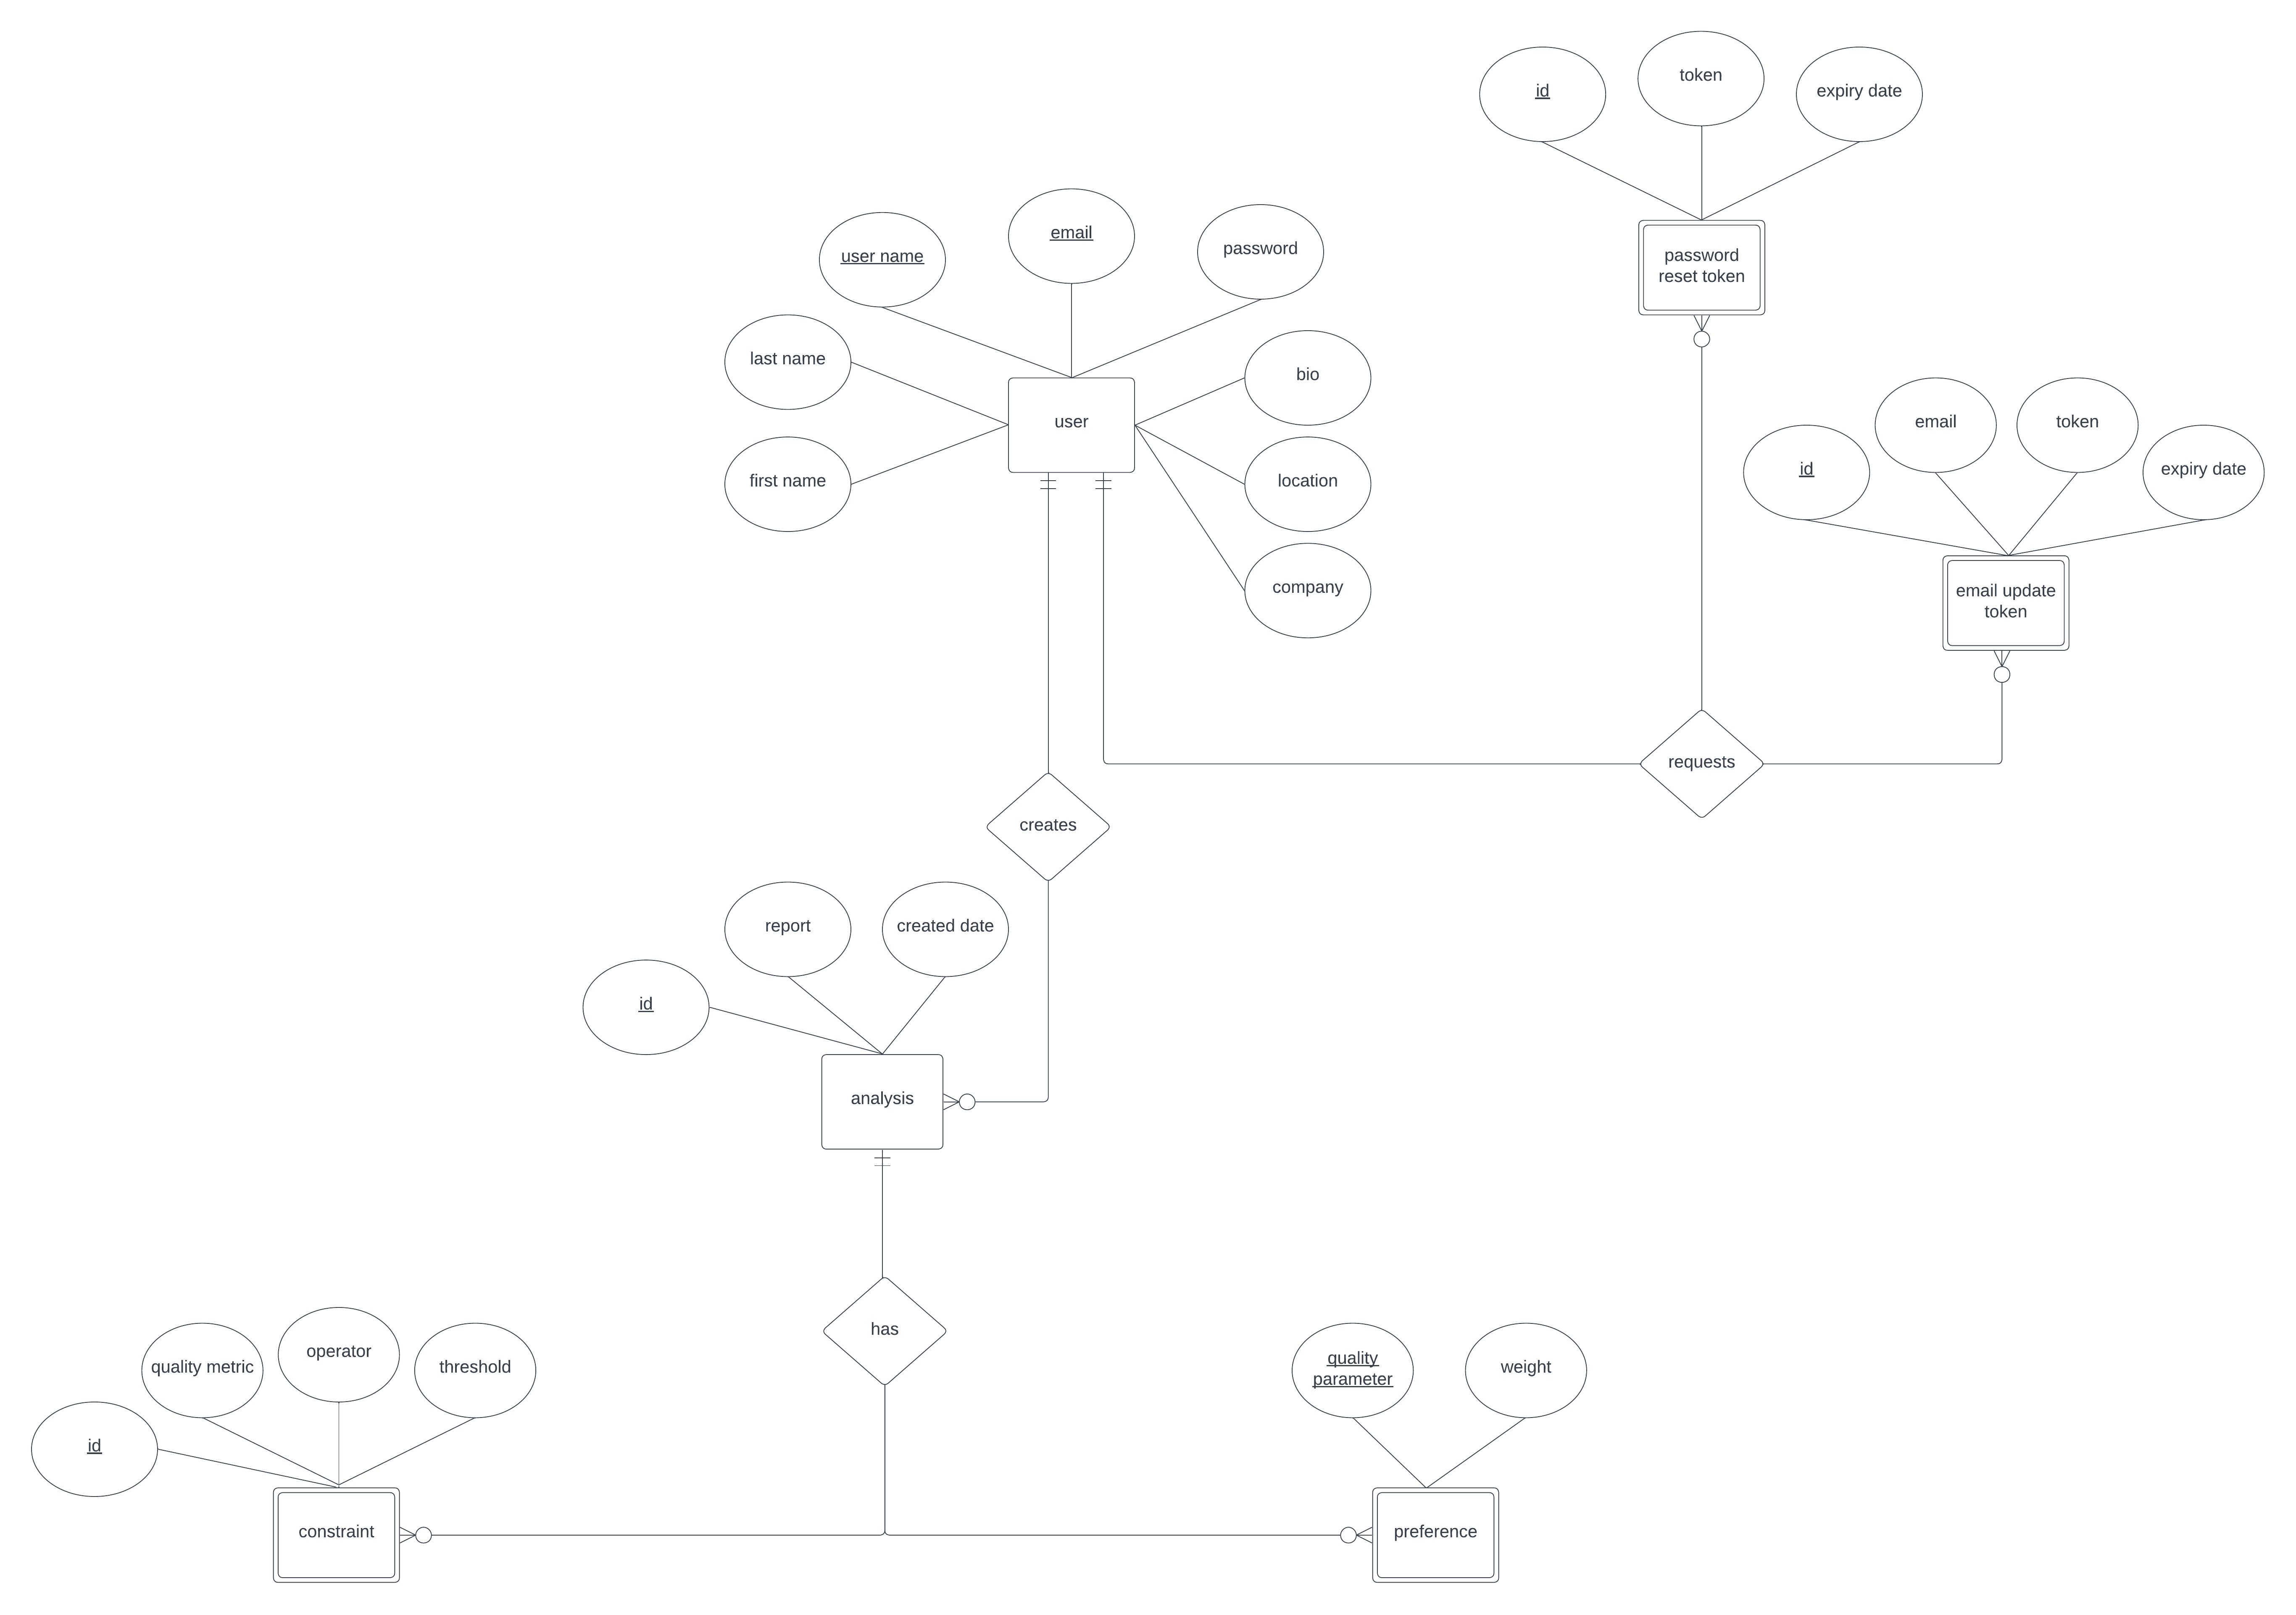 id
token
expiry date
password
reset token
user name
email
password
last name
first name
user
bio
location
company
id
email
token
expiry date
email update
token
requests
creates
report
created date
id
analysis
has
id
quality metric
operator
threshold
constraint
quality
parameter
weight
preference